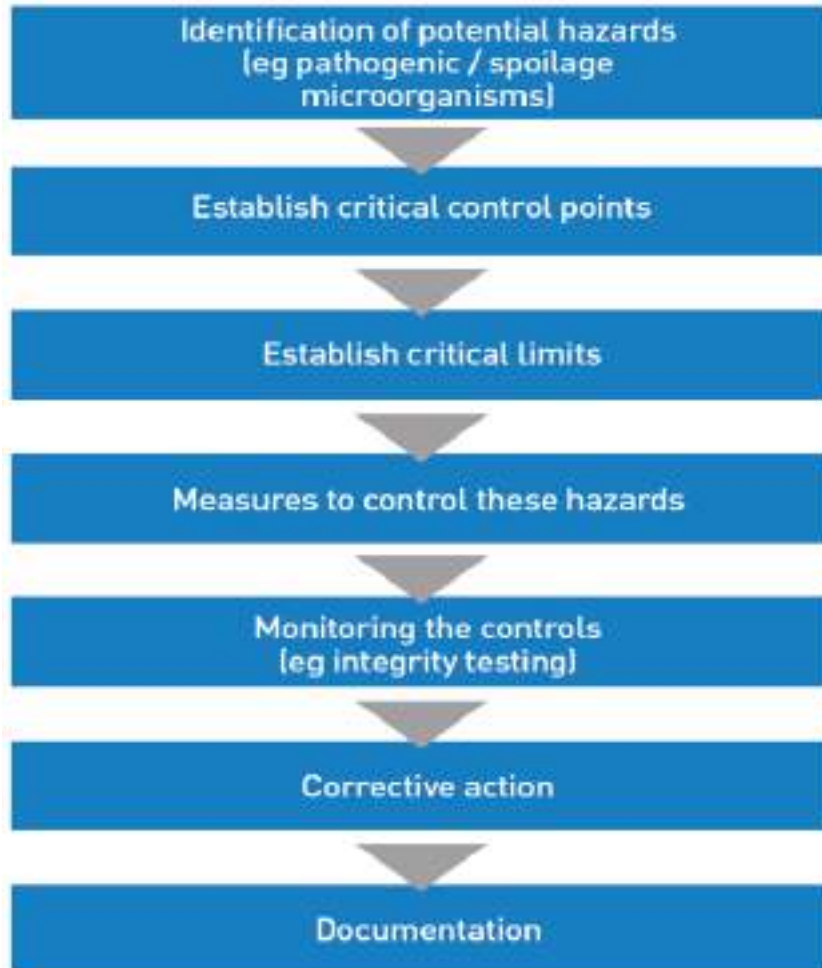 Identification of potential hazards
(eg pathogenic / spoilage
microorganisms)
Establish critical control points
Establish critical limits
Measures to control these hazards
Monitoring the controls
(eg integrity testing)
Corrective action
Documentation